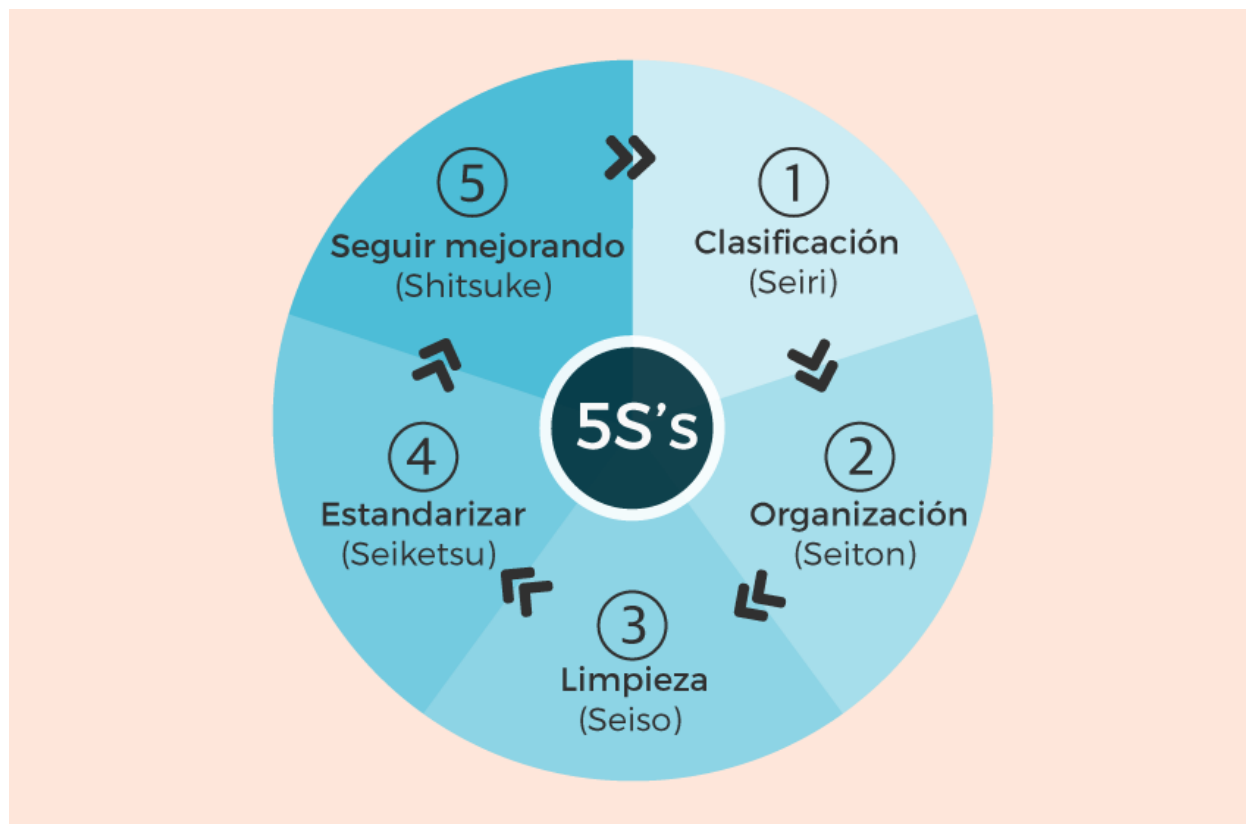 5S's
1
Clasificación
(Seiri)
2
Organización
(Seiton)
3
Limpieza
(Seiso)
4
Estandarizar
(Seiketsu)
5
Seguir mejorando
(Shitsuke)